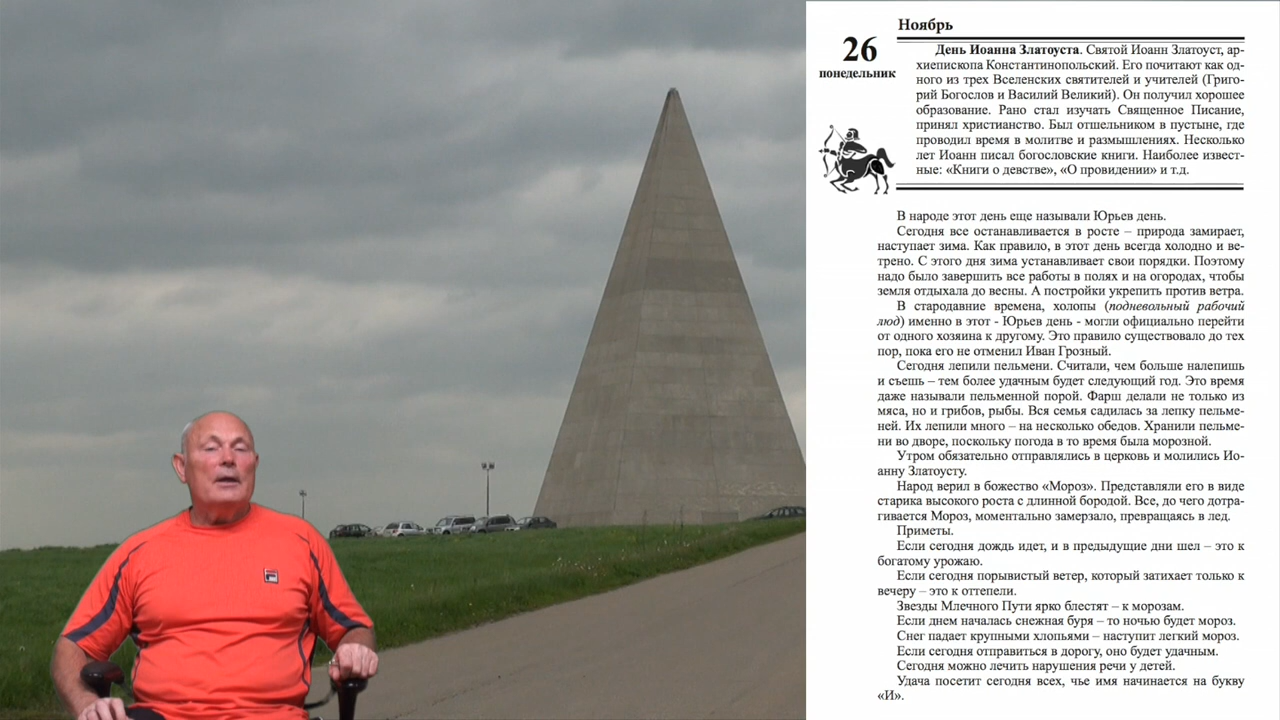 Ноябрь
26
понедельник
День Иоанна Златоуста. Святой Иоанн Златоуст, ар-
хиепископа Константинопольский. Его почитают как од-
ного из трех Вселенских святителей и учителей (Григо-
рий Богослов и Василий Великий). Он получил хорошее
образование. Рано стал изучать Священное Писание,
принял христианство. Был отшельником в пустыне, где
проводил время в молитве и размышлениях. Несколько
лет Иоанн писал богословские книги. Наиболее извест-
ные: «Книги о девстве», «О провидении» и т.д.
В народе этот день еще называли Юрьев день.
Сегодня все останавливается в росте – природа замирает,
наступает зима. Как правило, в этот день всегда холодно и ве-
трено. С этого дня зима устанавливает свои порядки. Поэтому
надо было завершить все работы в полях и на огородах, чтобы
земля отдыхала до весны. А постройки укрепить против ветра.
В стародавние времена, холопы (подневольный рабочий
люд) именно в этот - Юрьев день - могли официально перейти
от одного хозяина к другому. Это правило существовало до тех
пор, пока его не отменил Иван Грозный.
Сегодня лепили пельмени. Считали, чем больше налепишь
и съешь – тем более удачным будет следующий год. Это время
даже называли пельменной порой. Фарш делали не только из
мяса, но и грибов, рыбы. Вся семья садилась за лепку пельме-
ней. Их лепили много – на несколько обедов. Хранили пельме-
ни во дворе, поскольку погода в то время была морозной.
Утром обязательно отправлялись в церковь и молились Ио-
анну Златоусту.
Народ верил в божество «Мороз». Представляли его в виде
старика высокого роста с длинной бородой. Все, до чего дотра-
гивается Мороз, моментально замерзало, превращаясь в лед.
Приметы.
Если сегодня дождь идет, и в предыдущие дни шел – это к
богатому урожаю.
Если сегодня порывистый ветер, который затихает только к
вечеру – это к оттепели.
Звезды Млечного Пути ярко блестят – к морозам.
Если днем началась снежная буря – то ночью будет мороз.
Снег падает крупными хлопьями – наступит легкий мороз.
Если сегодня отправиться в дорогу, оно будет удачным.
Сегодня можно лечить нарушения речи у детей.
Удача посетит сегодня всех, чье имя начинается на букву
«И».